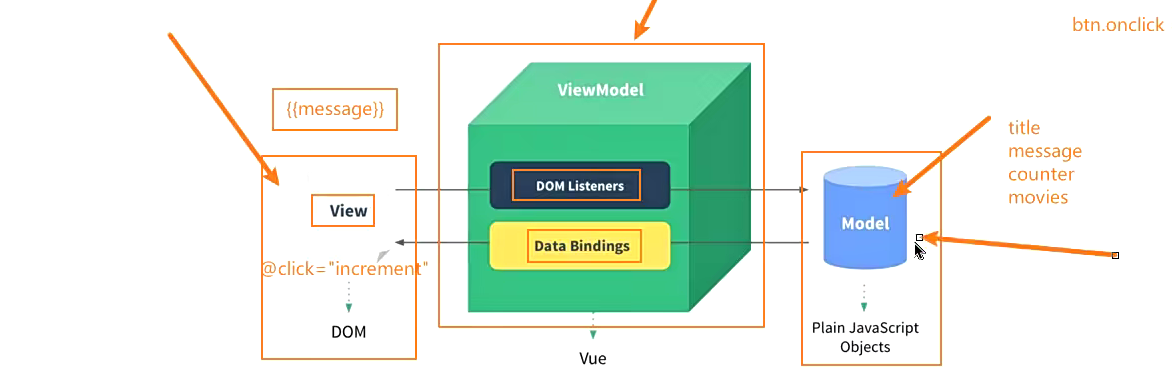 btn.onclick
ViewModel
{{message}}
title
message
counter
movies
DOM Listeners
View
Model
Data Bindings
@click="increment"
DOM
Plain JavaScript
Objects
Vue